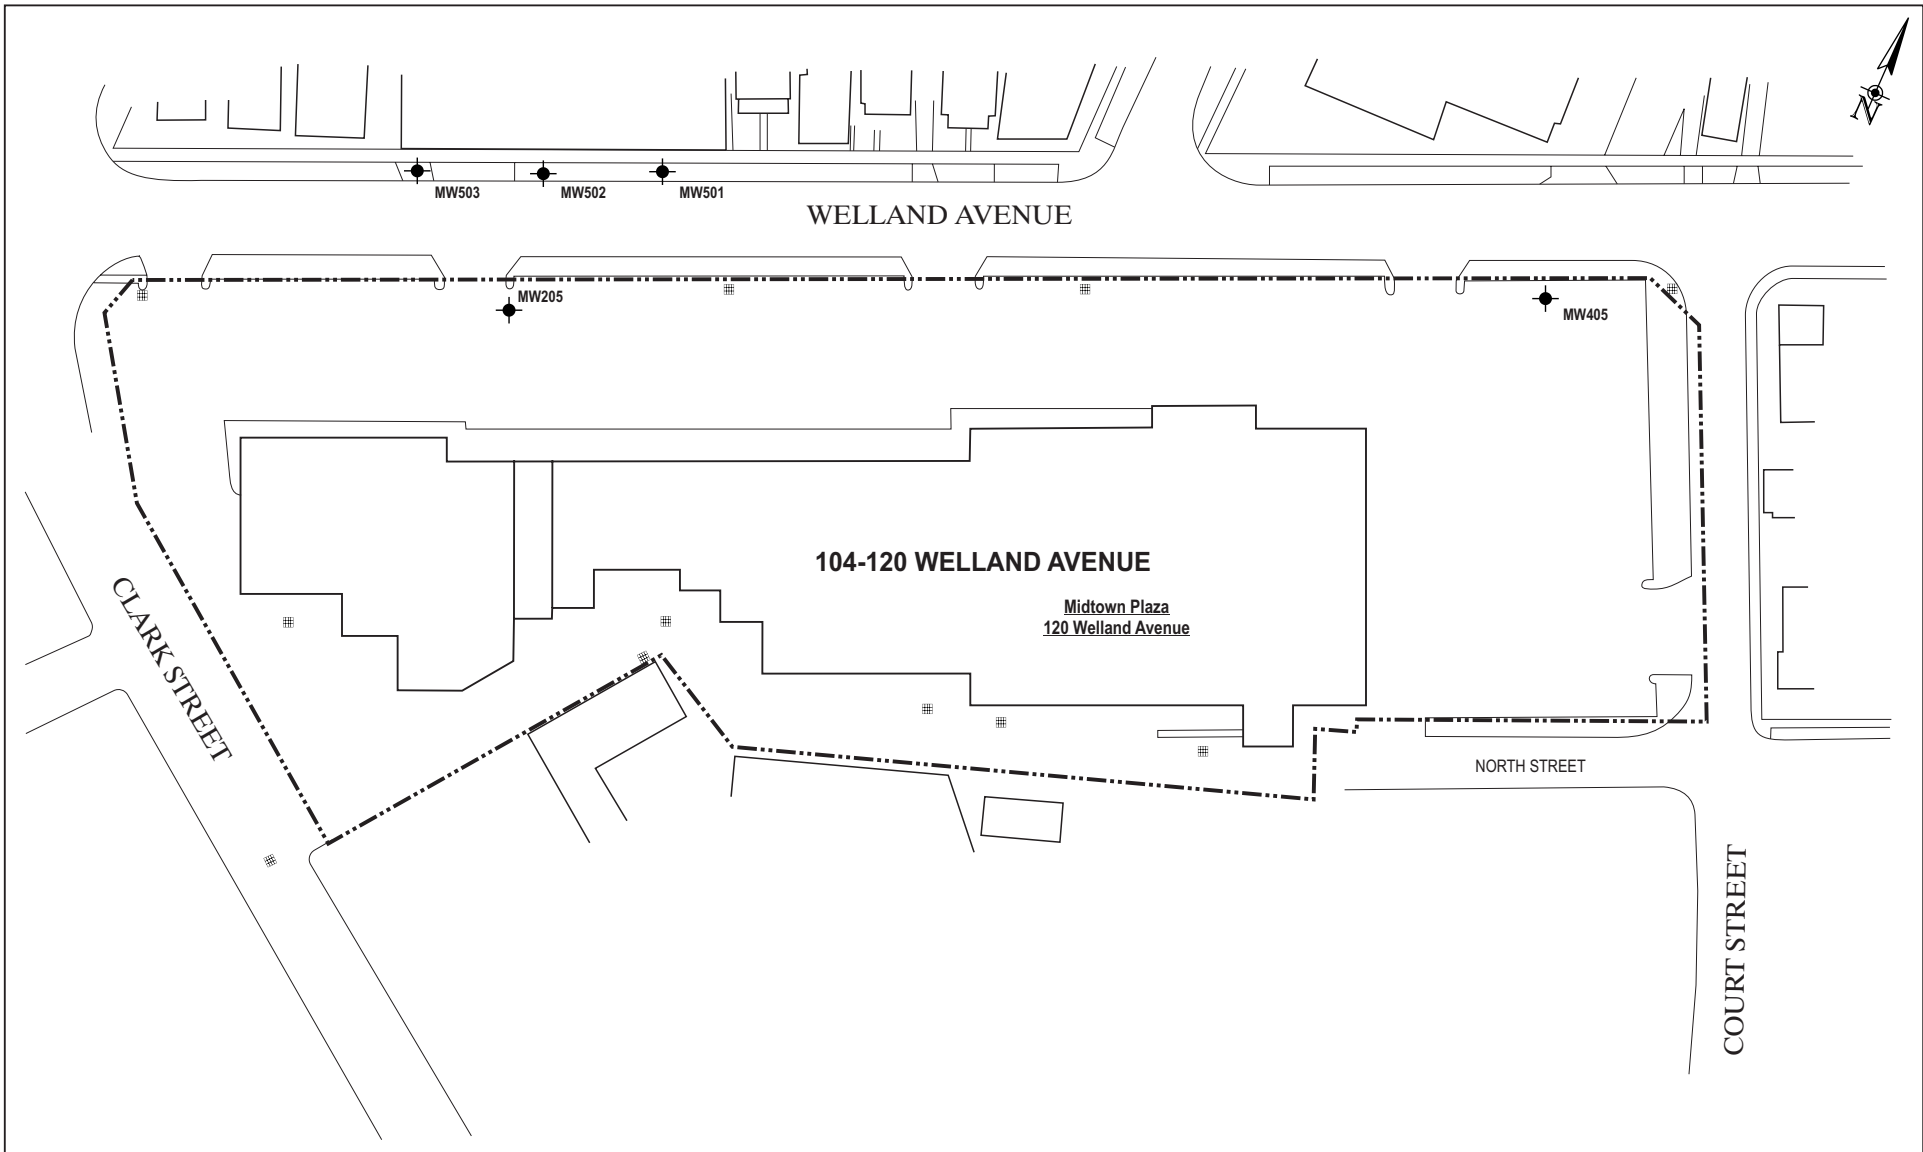 N
MW503
MW502
MW501
WELLAND AVENUE
MW205
MW405
104-120 WELLAND AVENUE
Midtown Plaza
120 Welland Avenue
CLARK STREET
NORTH STREET
COURT STREET